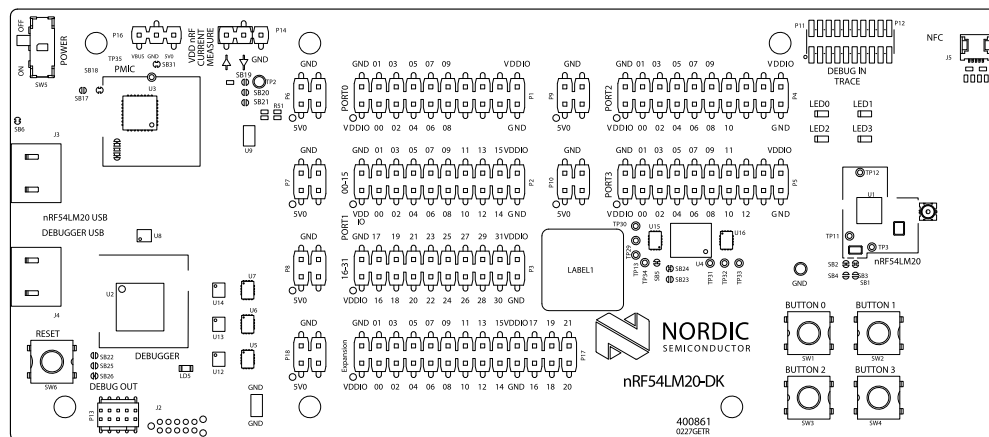 OFF
ON
SW5
POWER
P16
VBUS GND 5V0
TP35
SB31
PMIC
U3
SB18
SB17
SB6
VDD nRF
CURRENT
MEASURE
P14
GND
SB19
TP2
SB20
SB21
R51
U9
P11
P12
DEBUG IN
TRACE
NFC
J5
LED0 LED1
LED2 LED3
GND
P6
5V0
PORT0
GND 01 03 05 07 09 VDDIO
P1
VDDIO 00 02 04 06 08 GND
GND
P9
5V0
PORT2
GND 01 03 05 07 09 VDDIO
P4
VDDIO 00 02 04 06 08 10 GND
J3
nRF54LM20 USB
DEBUGGER USB
GND
P7
5V0
PORT1
00-15
GND 01 03 05 07 09 11 13 15 VDDIO
P2
VDD IO 00 02 04 06 08 10 12 14 GND
GND
P10
5V0
PORT3
GND 01 03 05 07 09 11 VDDIO
P5
VDDIO 00 02 04 06 08 10 12 GND
TP12
U1
TP11
TP3
nRF54LM20
SB2
SB4
SB3
SB1
GND
U8
GND
P8
5V0
16-31
GND 17 19 21 23 25 27 29 31 VDDIO
P3
VDDIO 16 18 20 22 24 26 28 30 GND
TP30
TP29
TP13
TP34
U15
SB5
SB24
SB23
U4
TP31
TP32
TP33
U16
LABEL1
J4
U2
DEBUGGER
U7
U14
U6
U13
U5
U12
RESET
SW6
SB22
SB25
SB26
LD5
DEBUG OUT
P13
J2
GND
GND
GND
P18
5V0
Expansion
GND 01 03 05 07 09 11 13 15 VDDIO 17 19 21
P17
VDDIO 00 02 04 06 08 10 12 14 GND 16 18 20
NORDIC
SEMICONDUCTOR
nRF54LM20-DK
400861
0227GETR
BUTTON 0 BUTTON 1
SW1 SW2
BUTTON 2 BUTTON 3
SW3 SW4